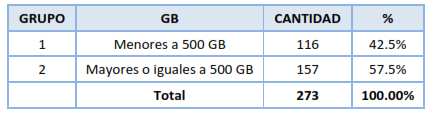 GRUPO GB CANTIDAD %
1 Menores a 500 GB 116 42.5%
2 Mayores o iguales a 500 GB 157 57.5%
Total 273 100.00%